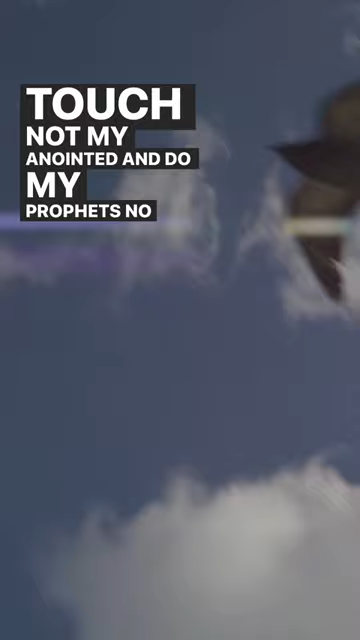 TOUCH
NOT MY
ANOINTED AND DO
MY
PROPHETS NO